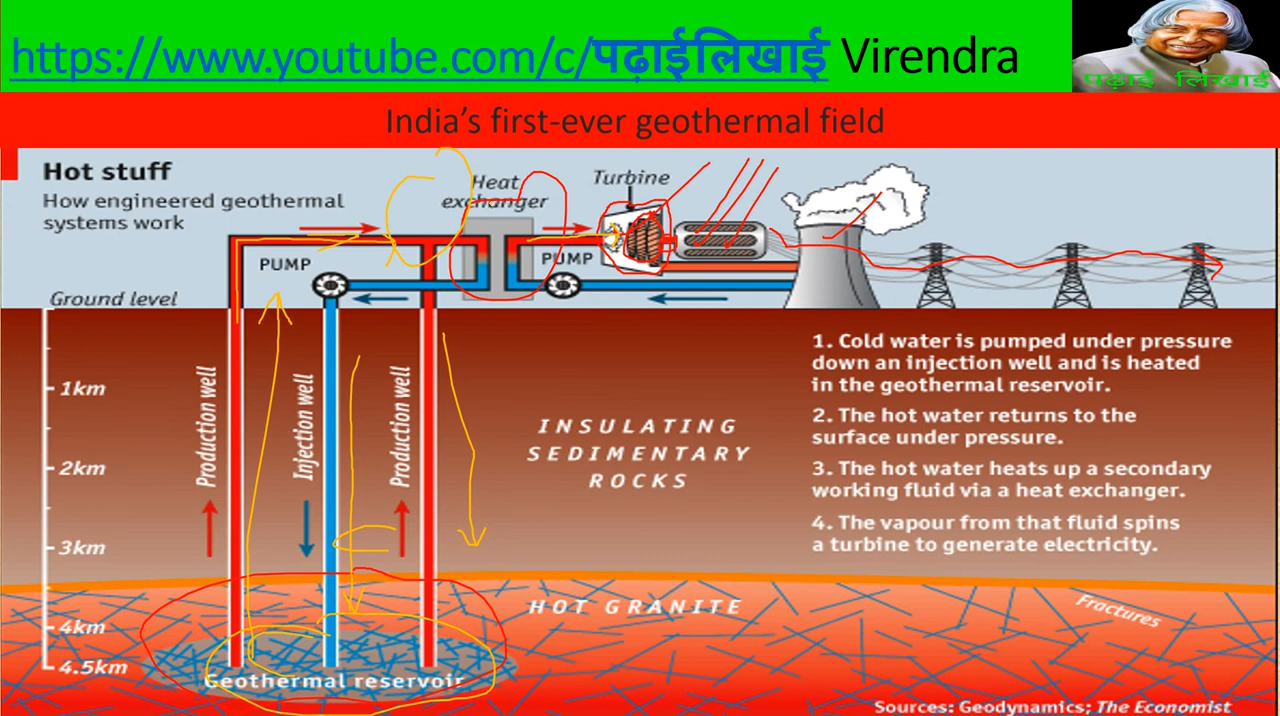 https://www.youtube.com/c/पढ़ाईलिखाई Virendra
पढ़ाई लिखाई
India’s first-ever geothermal field
Hot stuff
How engineered geothermal
systems work
Heat
exchanger
Turbine
PUMP
PUMP
Ground level
1km
2km
3km
4km
4.5km
Production well
Injection well
Production well
INSULATING
SEDIMENTARY
ROCKS
HOT GRANITE
Fractures
Geothermal reservoir
1. Cold water is pumped under pressure
down an injection well and is heated
in the geothermal reservoir.
2. The hot water returns to the
surface under pressure.
3. The hot water heats up a secondary
working fluid via a heat exchanger.
4. The vapour from that fluid spins
a turbine to generate electricity.
Sources: Geodynamics; The Economist